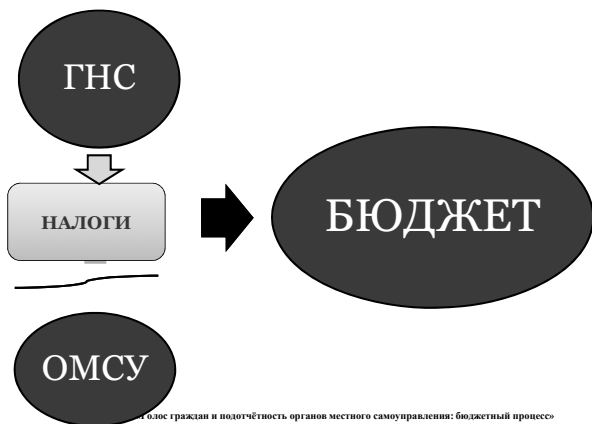 ГНС
НАЛОГИ
БЮДЖЕТ
ОМСУ
олос граждан и подотчётность органов местного самоуправления: бюджетный процесс»